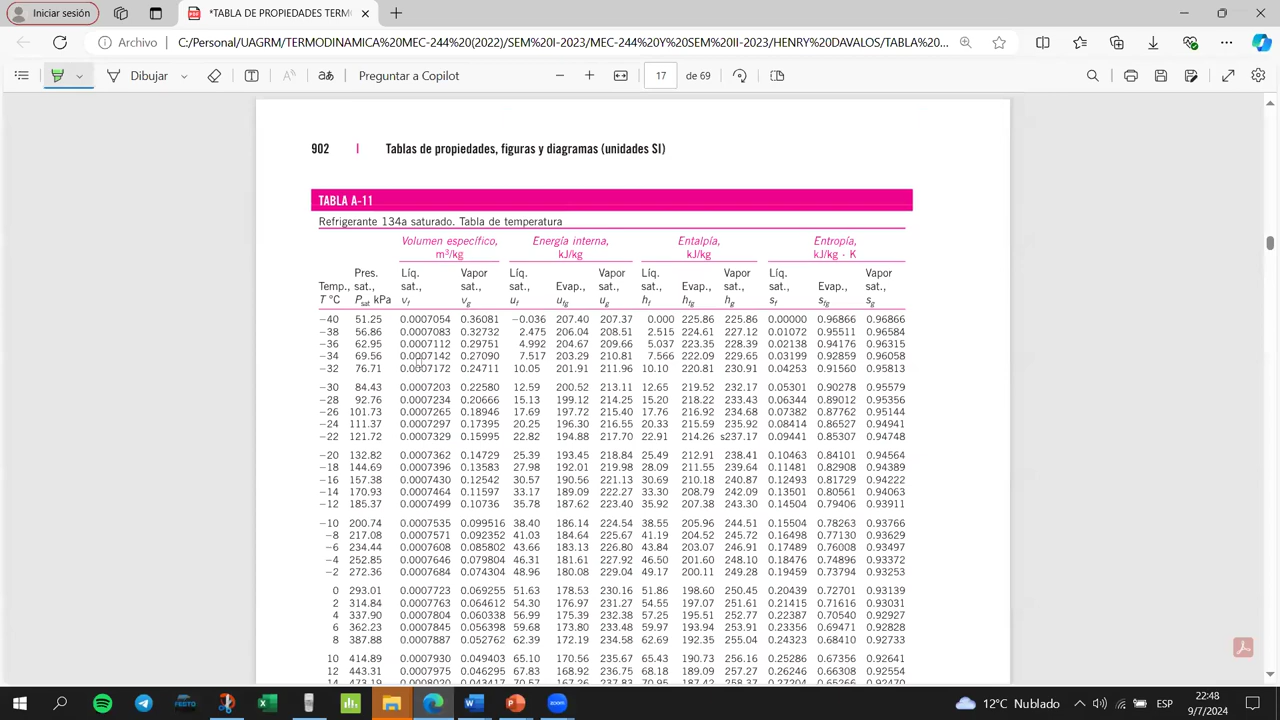 Iniciar sesión
*TABLA DE PROPIEDADES TERM
Archivo C:/Personal/UAGRM/TERMODINAMICA%20MEC-244%20(2022)/SEM%20I-2023/MEC-244%20Y%20SEM%20II-2023/HENRY%20DAVALOS/TABLA%20...
Dibujar Preguntar a Copilot 17 de 69
902 | Tablas de propiedades, figuras y diagramas (unidades SI)
TABLA A-11
Refrigerante 134a saturado. Tabla de temperatura
Volumen específico, Energía interna, Entalpía, Entropía,
m³/kg kJ/kg kJ/kg kJ/kg · K
Pres. Líq. Vapor Líq. Vapor Líq. Vapor Líq. Vapor
Temp., sat., sat., sat., sat., Evap., sat., sat., Evap., sat., sat., Evap., sat.,
T °C Psat kPa vf vg uf ufg ug hf hfg hg sf sfg sg
−40 51.25 0.0007054 0.36081 −0.036 207.40 207.37 0.000 225.86 225.86 0.00000 0.96866 0.96866
−38 56.86 0.0007083 0.32732 2.475 206.04 208.51 2.515 224.61 227.12 0.01072 0.95511 0.96584
−36 62.95 0.0007112 0.29751 4.992 204.67 209.66 5.037 223.35 228.39 0.02138 0.94176 0.96315
−34 69.56 0.0007142 0.27090 7.517 203.29 210.81 7.566 222.09 229.65 0.03199 0.92859 0.96058
−32 76.71 0.0007172 0.24711 10.05 201.91 211.96 10.10 220.81 230.91 0.04253 0.91560 0.95813
−30 84.43 0.0007203 0.22580 12.59 200.52 213.11 12.65 219.52 232.17 0.05301 0.90278 0.95579
−28 92.76 0.0007234 0.20666 15.13 199.12 214.25 15.20 218.22 233.43 0.06344 0.89012 0.95356
−26 101.73 0.0007265 0.18946 17.69 197.72 215.40 17.76 216.92 234.68 0.07382 0.87762 0.95144
−24 111.37 0.0007297 0.17395 20.25 196.30 216.55 20.33 215.59 235.92 0.08414 0.86527 0.94941
−22 121.72 0.0007329 0.15995 22.82 194.88 217.70 22.91 214.26 s237.17 0.09441 0.85307 0.94748
−20 132.82 0.0007362 0.14729 25.39 193.45 218.84 25.49 212.91 238.41 0.10463 0.84101 0.94564
−18 144.69 0.0007396 0.13583 27.98 192.01 219.98 28.09 211.55 239.64 0.11481 0.82908 0.94389
−16 157.38 0.0007430 0.12542 30.57 190.56 221.13 30.69 210.18 240.87 0.12493 0.81729 0.94222
−14 170.93 0.0007464 0.11597 33.17 189.09 222.27 33.30 208.79 242.09 0.13501 0.80561 0.94063
−12 185.37 0.0007499 0.10736 35.78 187.62 223.40 35.92 207.38 243.30 0.14504 0.79406 0.93911
−10 200.74 0.0007535 0.099516 38.40 186.14 224.54 38.55 205.96 244.51 0.15504 0.78263 0.93766
−8 217.08 0.0007571 0.092352 41.03 184.64 225.67 41.19 204.52 245.72 0.16498 0.77130 0.93629
−6 234.44 0.0007608 0.085802 43.66 183.13 226.80 43.84 203.07 246.91 0.17489 0.76008 0.93497
−4 252.85 0.0007646 0.079804 46.31 181.61 227.92 46.50 201.60 248.10 0.18476 0.74896 0.93372
−2 272.36 0.0007684 0.074304 48.96 180.08 229.04 49.17 200.11 249.28 0.19459 0.73794 0.93253
0 293.01 0.0007723 0.069255 51.63 178.53 230.16 51.86 198.60 250.45 0.20439 0.72701 0.93139
2 314.84 0.0007763 0.064612 54.30 176.97 231.27 54.55 197.07 251.61 0.21415 0.71616 0.93031
4 337.90 0.0007804 0.060338 56.99 175.39 232.38 57.25 195.51 252.77 0.22387 0.70540 0.92927
6 362.23 0.0007845 0.056398 59.68 173.80 233.48 59.97 193.94 253.91 0.23356 0.69471 0.92828
8 387.88 0.0007887 0.052762 62.39 172.19 234.58 62.69 192.35 255.04 0.24323 0.68410 0.92733
10 414.89 0.0007930 0.049403 65.10 170.56 235.67 65.43 190.73 256.16 0.25286 0.67356 0.92641
12 443.31 0.0007975 0.046295 67.83 168.92 236.75 68.18 189.09 257.27 0.26246 0.66308 0.92554
14 473.19 0.0008020 0.043417 70.57 167.26 237.83 70.95 187.42 258.37 0.27204 0.65266 0.92470
12°C Nublado ESP 22:48
9/7/2024